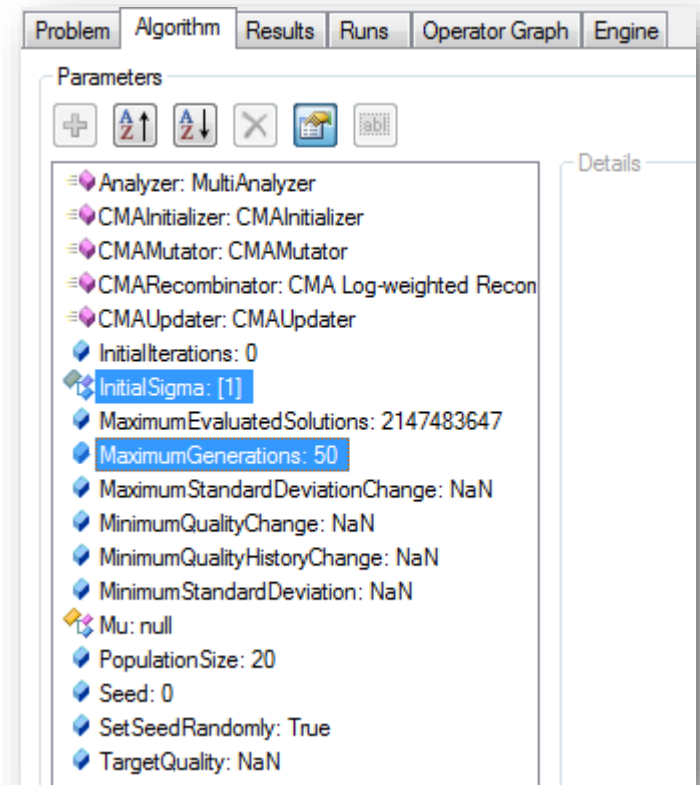 Problem Algorithm Results Runs Operator Graph Engine
Parameters
Details
Analyzer: MultiAnalyzer
CMAInitializer: CMAInitializer
CMAMutator: CMAMutator
CMARecombinator: CMA Log-weighted Recon
CMAUpdater: CMAUpdater
InitialIterations: 0
InitialSigma: [1]
MaximumEvaluatedSolutions: 2147483647
MaximumGenerations: 50
MaximumStandardDeviationChange: NaN
MinimumQualityChange: NaN
MinimumQualityHistoryChange: NaN
MinimumStandardDeviation: NaN
Mu: null
PopulationSize: 20
Seed: 0
SetSeedRandomly: True
TargetQuality: NaN